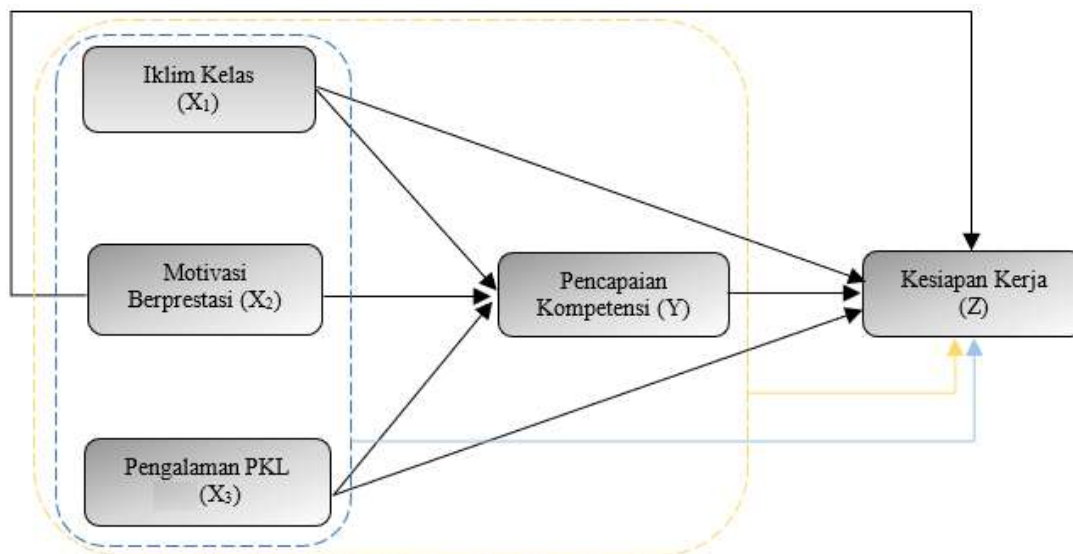 Iklim Kelas
(X₁)
Motivasi
Berprestasi (X₂)
Pencapaian
Kompetensi (Y)
Kesiapan Kerja
(Z)
Pengalaman PKL
(X₃)